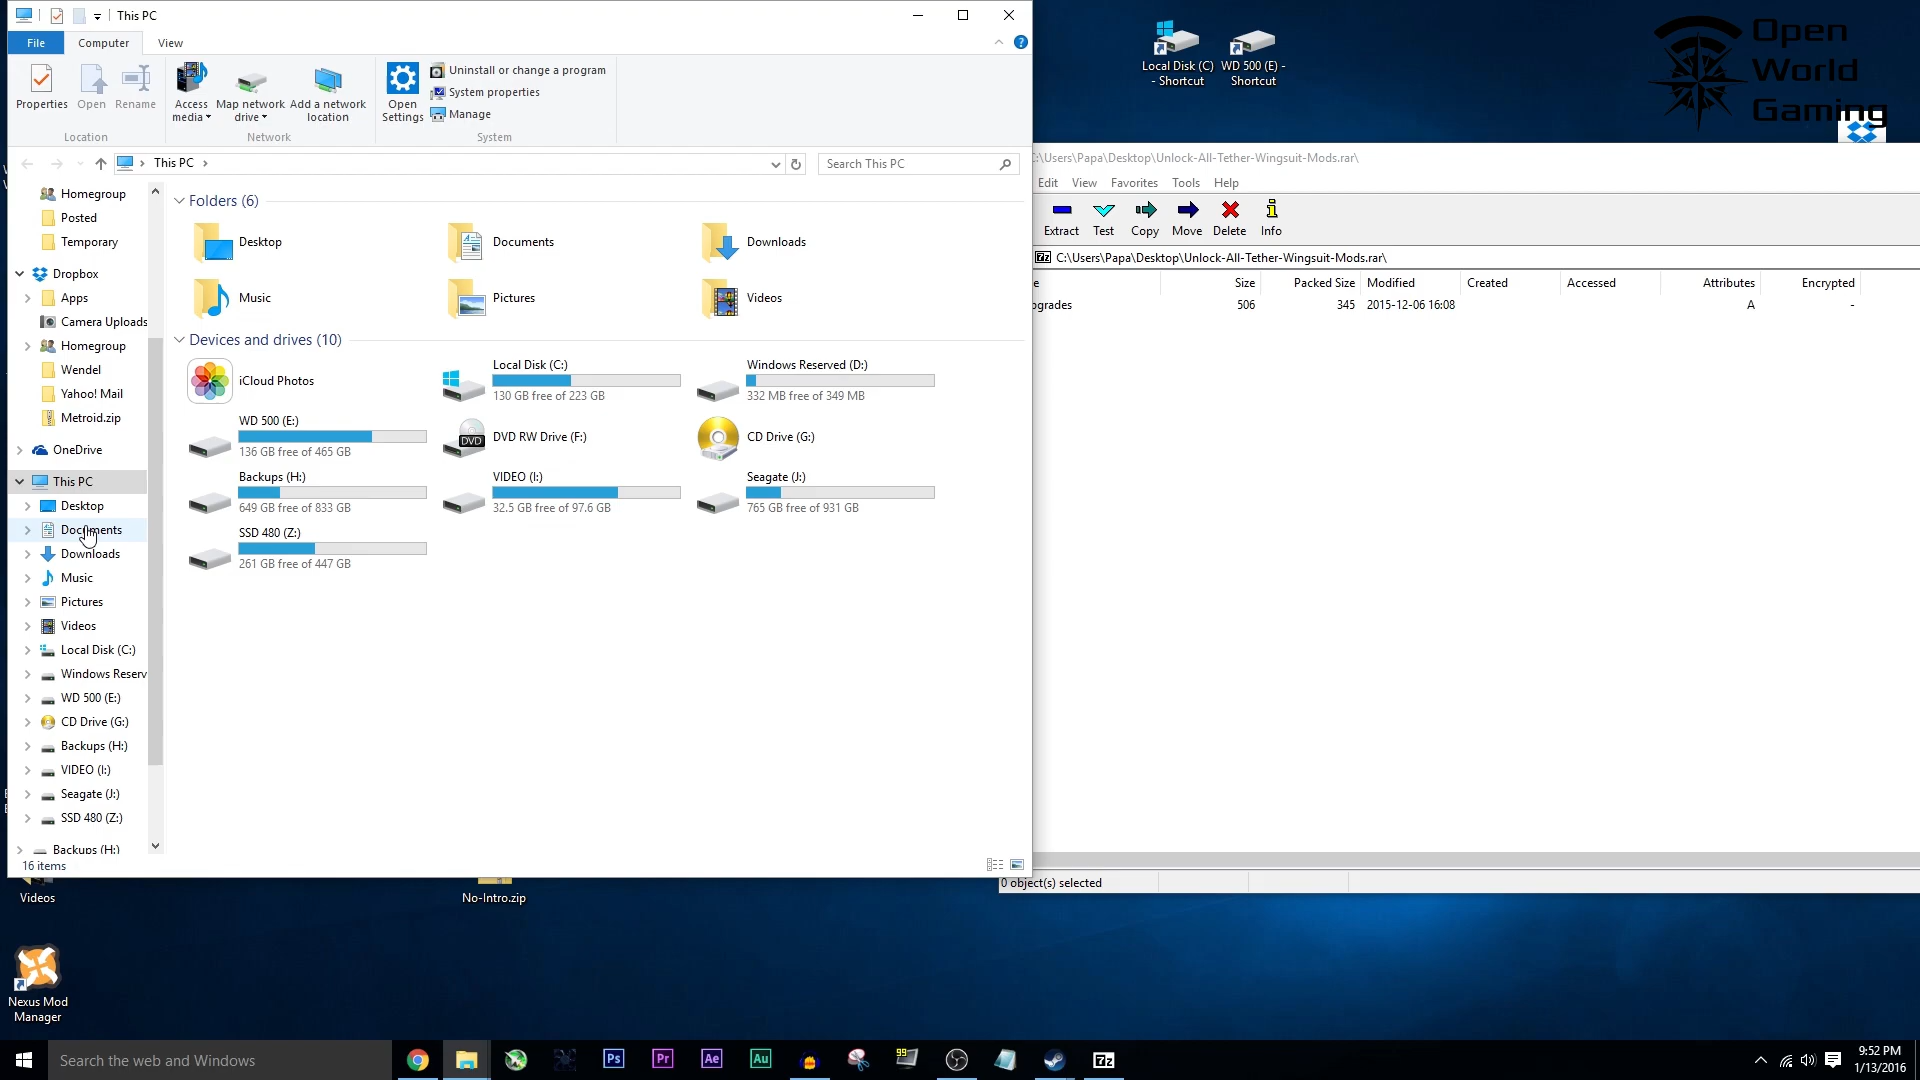 This PC
File
Computer
View
Properties
Open
Rename
Access
media
Map network
drive
Add a network
location
Open
Settings
Uninstall or change a program
System properties
Manage
Location
Network
System
This PC
Search This PC
Homegroup
Posted
Temporary
Dropbox
Apps
Camera Uploads
Homegroup
Wendel
Yahoo! Mail
Metroid.zip
OneDrive
This PC
Desktop
Documents
Downloads
Music
Pictures
Videos
Local Disk (C:)
Windows Reserv
WD 500 (E:)
CD Drive (G:)
Backups (H:)
VIDEO (I:)
Seagate (J:)
SSD 480 (Z:)
Backups (H:)
16 items
Folders (6)
Desktop
Documents
Downloads
Music
Pictures
Videos
Devices and drives (10)
iCloud Photos
Local Disk (C:)
130 GB free of 223 GB
Windows Reserved (D:)
332 MB free of 349 MB
WD 500 (E:)
136 GB free of 465 GB
DVD
DVD RW Drive (F:)
CD Drive (G:)
Backups (H:)
649 GB free of 833 GB
VIDEO (I:)
32.5 GB free of 97.6 GB
Seagate (J:)
765 GB free of 931 GB
SSD 480 (Z:)
261 GB free of 447 GB
Local Disk (C)
- Shortcut
WD 500 (E) -
Shortcut
Open
World
Gaming
:\Users\Papa\Desktop\Unlock-All-Tether-Wingsuit-Mods.rar\
Edit
View
Favorites
Tools
Help
Extract
Test
Copy
Move
Delete
Info
7z
C:\Users\Papa\Desktop\Unlock-All-Tether-Wingsuit-Mods.rar\
Size
Packed Size
Modified
Created
Accessed
Attributes
Encrypted
506
345
2015-12-06 16:08
A
-
0 object(s) selected
Videos
No-Intro.zip
Nexus Mod
Manager
Search the web and Windows
Ps
Pr
Ae
Au
99
7z
9:52 PM
1/13/2016